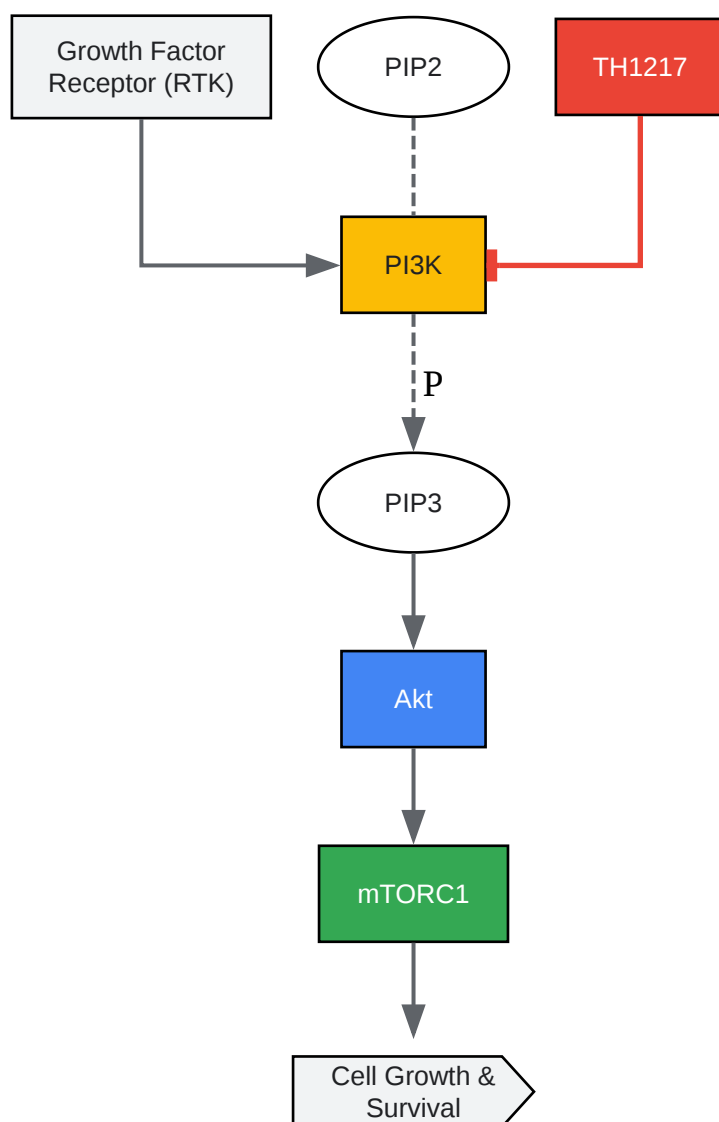 Growth Factor
Receptor (RTK)
PIP2
TH1217
PI3K
P
PIP3
Akt
mTORC1
Cell Growth &
Survival